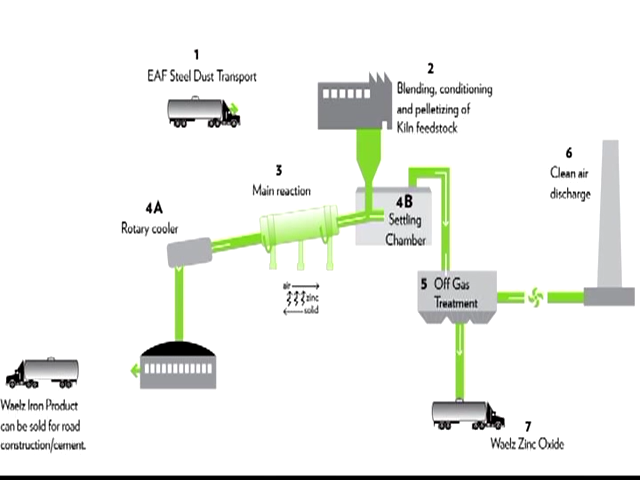 1
EAF Steel Dust Transport
2
Blending, conditioning
and pelletizing of
Kiln feedstock
3
Main reaction
4A
Rotary cooler
4B
Settling
Chamber
5 Off Gas
Treatment
6
Clean air
discharge
air
zinc
solid
Waelz Iron Product
can be sold for road
construction/cement.
7
Waelz Zinc Oxide